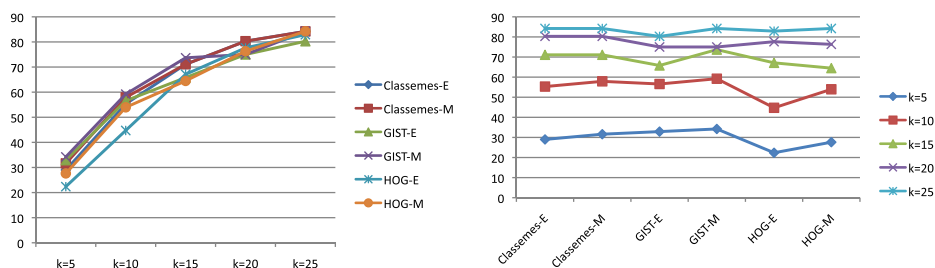 90
80
70
60
50
40
30
20
10
0
k=5 k=10 k=15 k=20 k=25
Classemes-E
Classemes-M
GIST-E
GIST-M
HOG-E
HOG-M
90
80
70
60
50
40
30
20
10
0
Classemes-E
Classemes-M
GIST-E
GIST-M
HOG-E
HOG-M
k=5
k=10
k=15
k=20
k=25